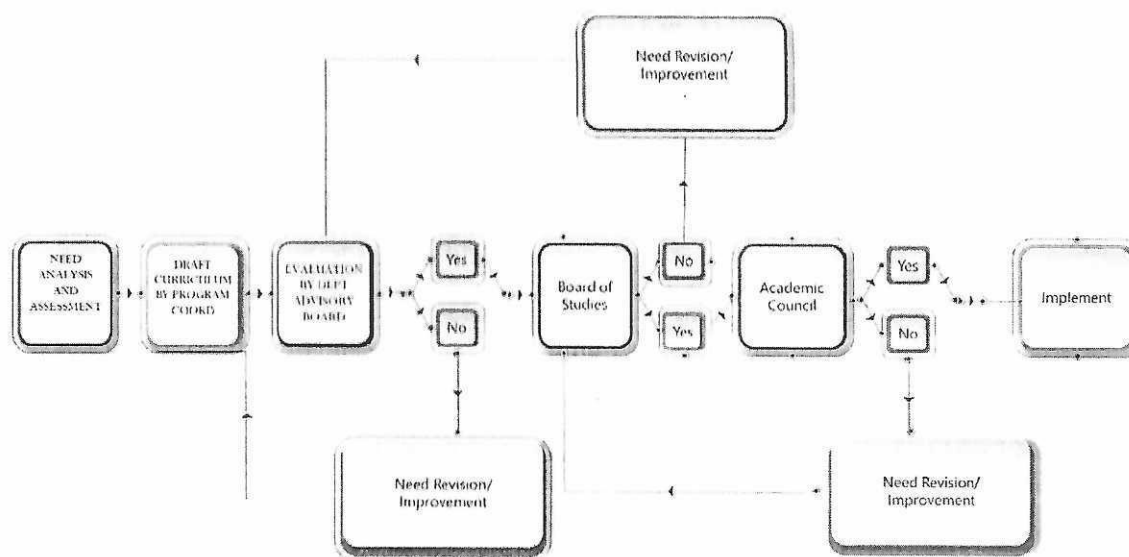 Need Revision/
Improvement
NEED
ANALYSIS
AND
ASSESSMENT
DRAFT
CURRICULUM
BY PROGRAM
COORD
EVALUATION
BY DEPT
ADVISORY
BOARD
Yes
No
Board of
Studies
No
Yes
Academic
Council
Yes
No
Implement
Need Revision/
Improvement
Need Revision/
Improvement